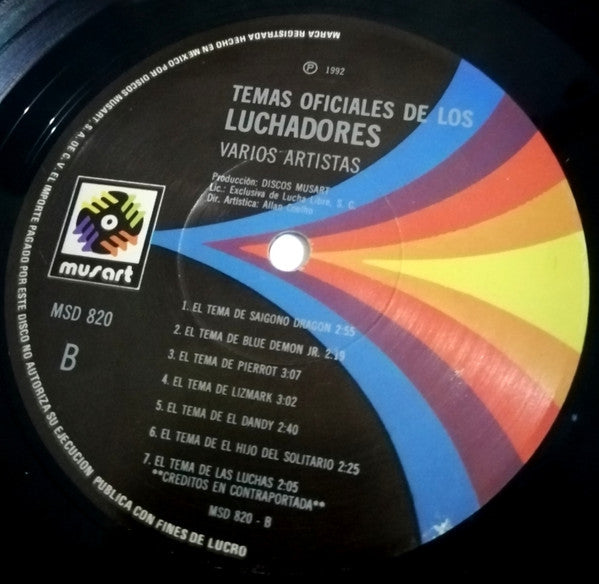 ℗ 1992
TEMAS OFICIALES DE LOS
LUCHADORES
VARIOS ARTISTAS
Producción: DISCOS MUSART
Lic.: Exclusiva de Lucha Libre, S. C.
Dir. Artística: Allan Coelho
musart
MSD 820
B
1. EL TEMA DE SAIGONO DRAGON 2:55
2. EL TEMA DE BLUE DEMON JR. 2:19
3. EL TEMA DE PIERROT 3:07
4. EL TEMA DE LIZMARK 3:02
5. EL TEMA DE EL DANDY 2:40
6. EL TEMA DE EL HIJO DEL SOLITARIO 2:25
7. EL TEMA DE LAS LUCHAS 2:05
**CREDITOS EN CONTRAPORTADA**
MSD 820 - B
MARCA REGISTRADA HECHO EN MEXICO POR DISCOS MUSART, S. A. DE C. V. EL IMPORTE PAGADO POR ESTE DISCO NO AUTORIZA SU EJECUCION PUBLICA CON FINES DE LUCRO